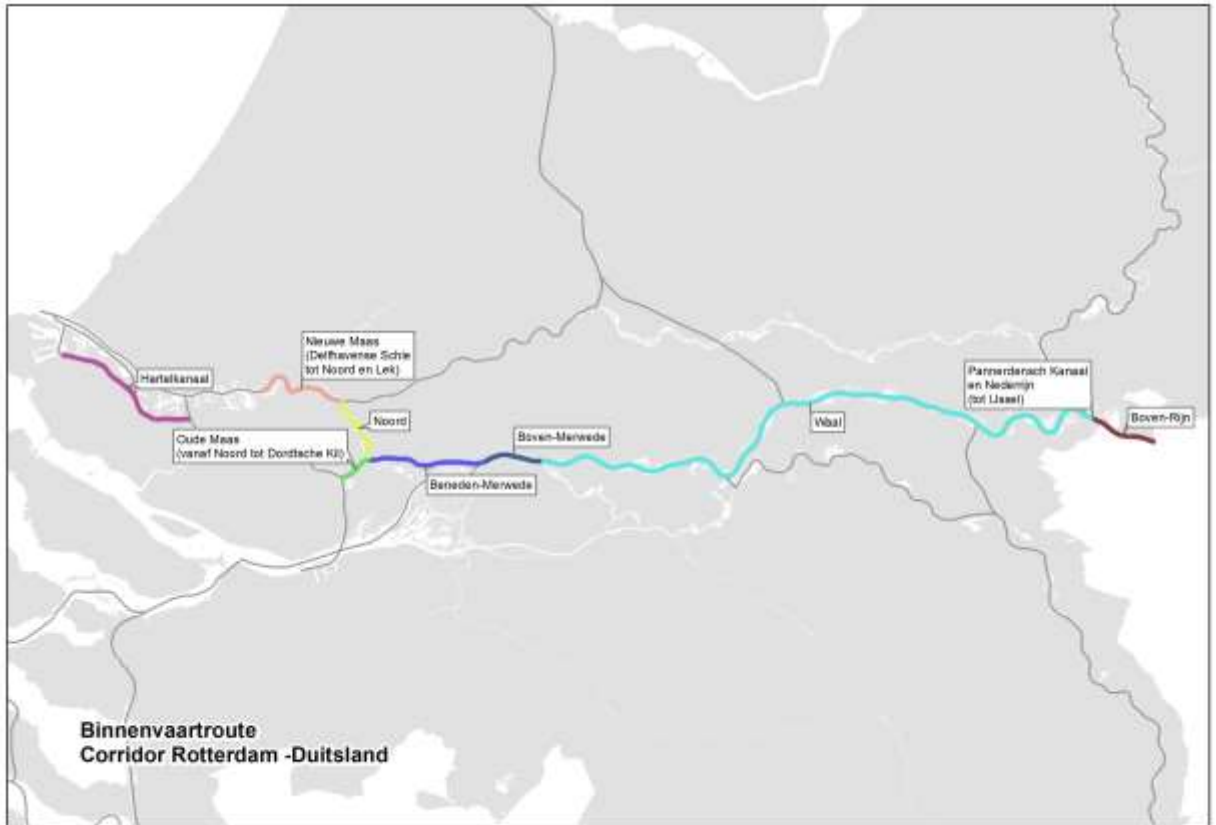 Nieuwe Maas
(Delfhavense Schie
tot Noord en Lek)
Hartelkanaal
Pannerdensch Kanaal
en Nederrijn
(tot IJssel)
Boven-Rijn
Noord
Waal
Oude Maas
(vanaf Noord tot Dordtsche Kil)
Boven-Merwede
Beneden-Merwede
Binnenvaartroute
Corridor Rotterdam -Duitsland